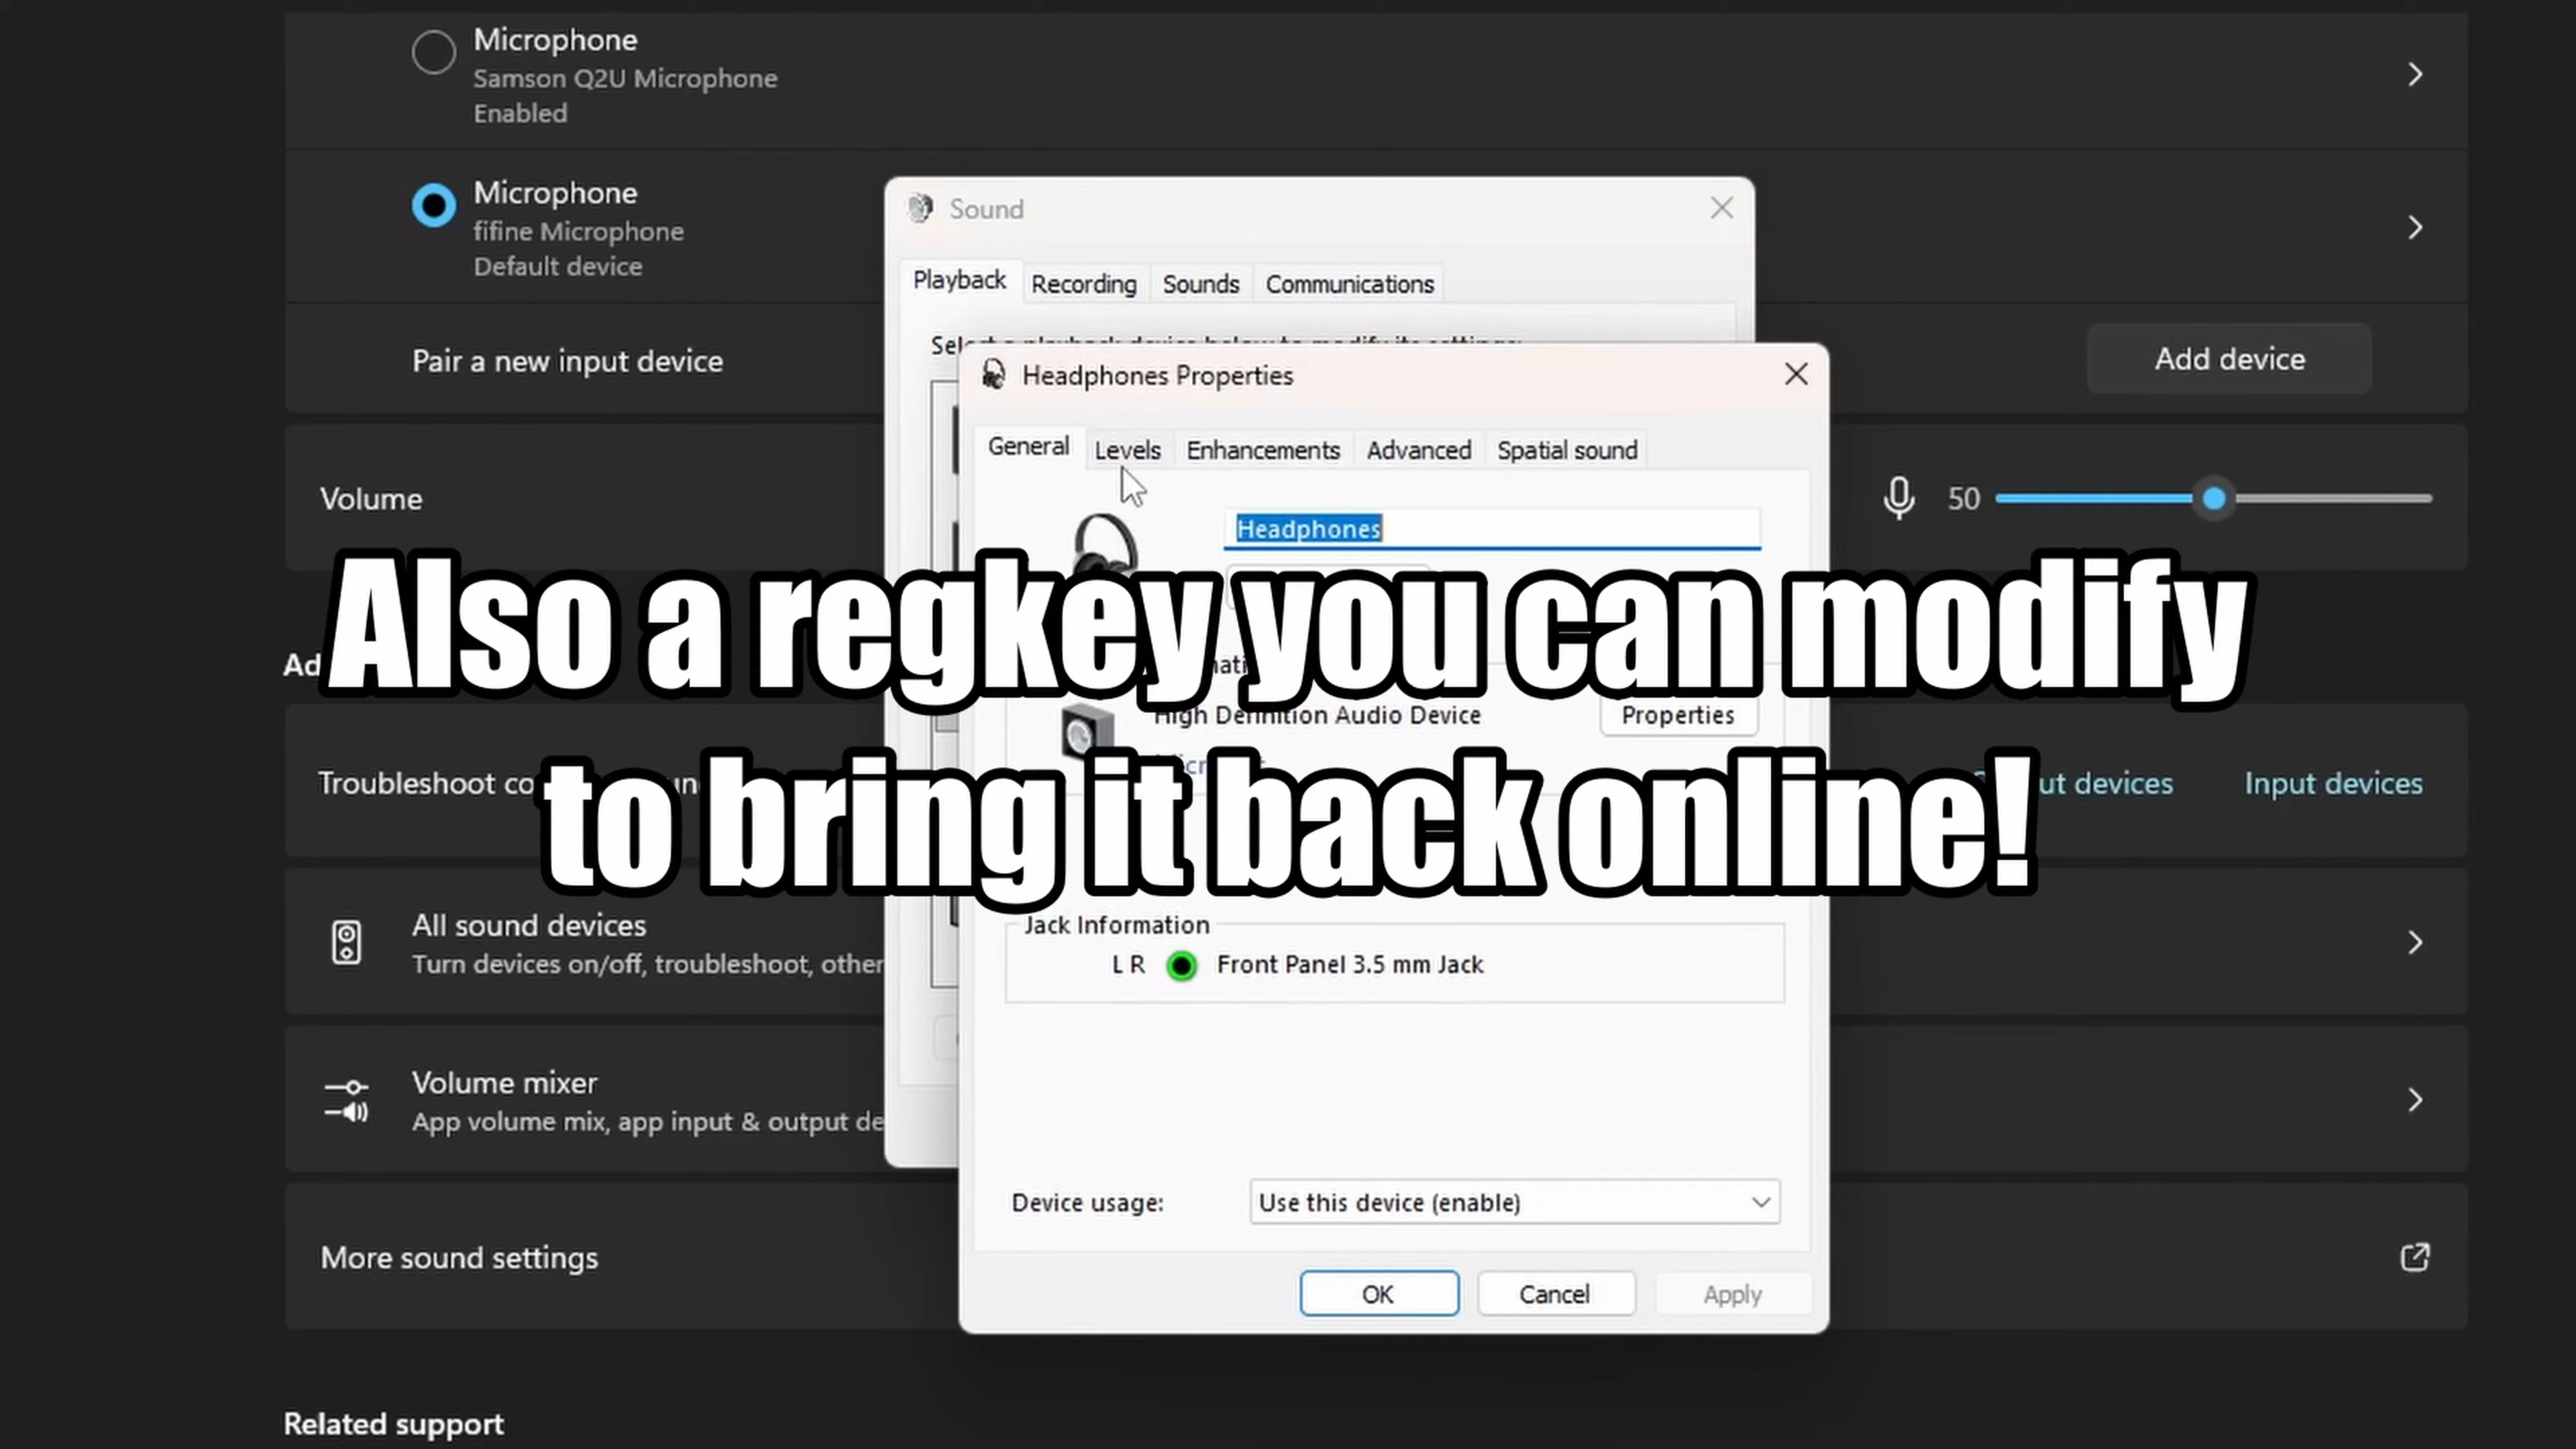 Microphone
Samson Q2U Microphone
Enabled
Microphone
fifine Microphone
Default device
Pair a new input device
Add device
Volume
50
Sound
Playback Recording Sounds Communications
Headphones Properties
General Levels Enhancements Advanced Spatial sound
Headphones
Also a regkey you can modify
to bring it back online!
High Definition Audio Device
Properties
Troubleshoot
devices
Input devices
Jack Information
L R Front Panel 3.5 mm Jack
All sound devices
Turn devices on/off, troubleshoot, other
Volume mixer
App volume mix, app input & output de
Device usage: Use this device (enable)
More sound settings
OK Cancel Apply
Related support